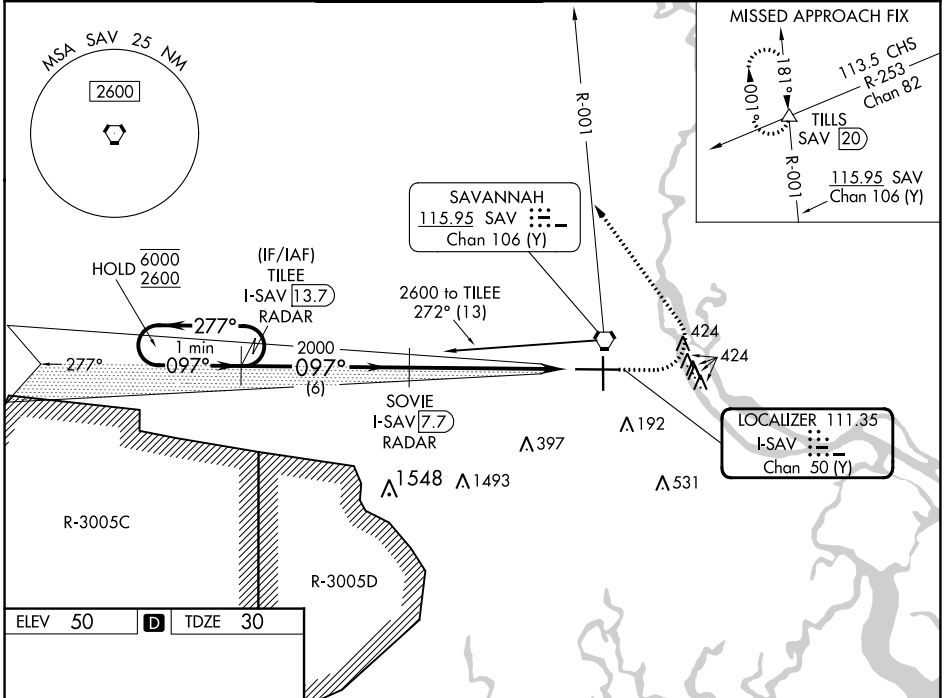 MSA SAV 25 NM
2600
MISSED APPROACH FIX
181°
001°
113.5 CHS
R-253
Chan 82
TILLS
SAV 20
R-001
115.95 SAV
Chan 106 (Y)
R-001
SAVANNAH
115.95 SAV
Chan 106 (Y)
HOLD 6000
2600
(IF/IAF)
TILEE
I-SAV 13.7
RADAR
2600 to TILEE
272° (13)
277°
1 min
097°
277°
2000
097°
(6)
SOVIE
I-SAV 7.7
RADAR
424
424
192
397
1548
1493
531
LOCALIZER 111.35
I-SAV
Chan 50 (Y)
R-3005C
R-3005D
ELEV 50 D TDZE 30